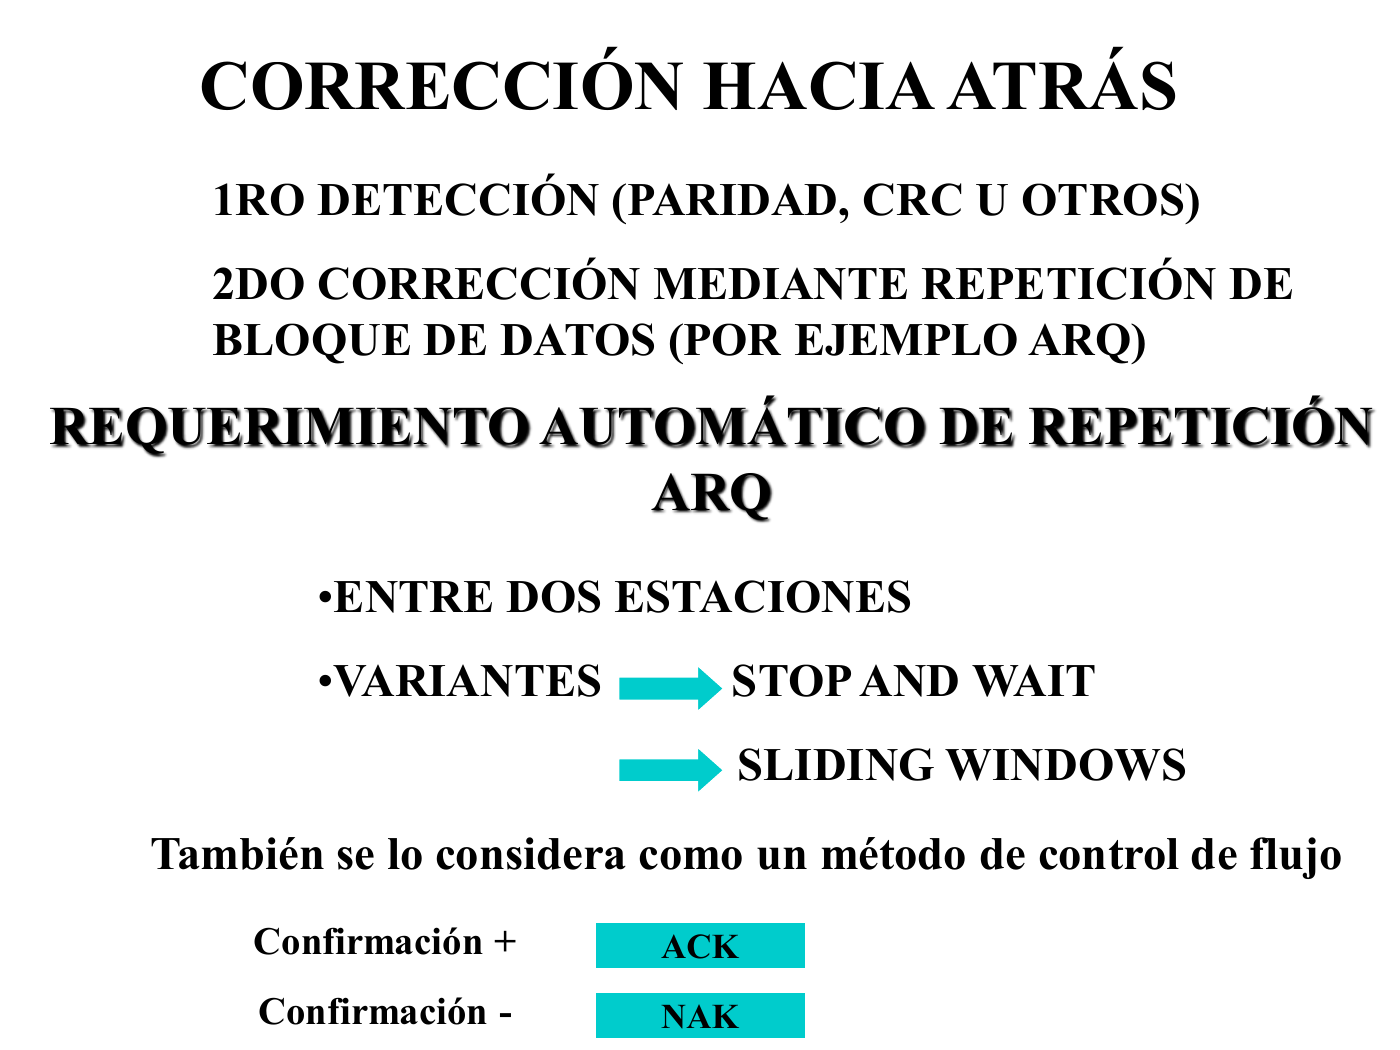 CORRECCIÓN HACIA ATRÁS
1RO DETECCIÓN (PARIDAD, CRC U OTROS)
2DO CORRECCIÓN MEDIANTE REPETICIÓN DE
BLOQUE DE DATOS (POR EJEMPLO ARQ)
REQUERIMIENTO AUTOMÁTICO DE REPETICIÓN
ARQ
•ENTRE DOS ESTACIONES
•VARIANTES STOP AND WAIT
SLIDING WINDOWS
También se lo considera como un método de control de flujo
Confirmación + ACK
Confirmación - NAK